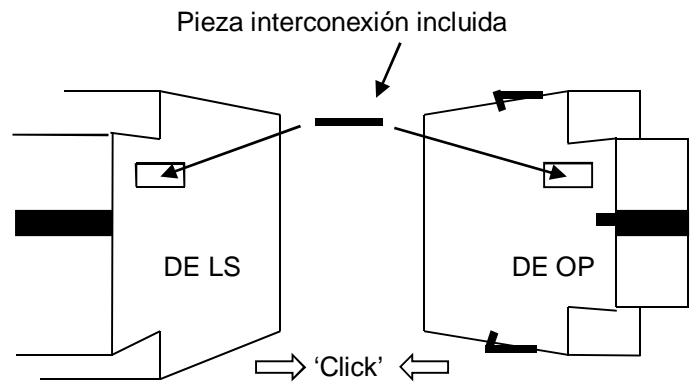 Pieza interconexión incluida
DE LS
DE OP
‘Click’